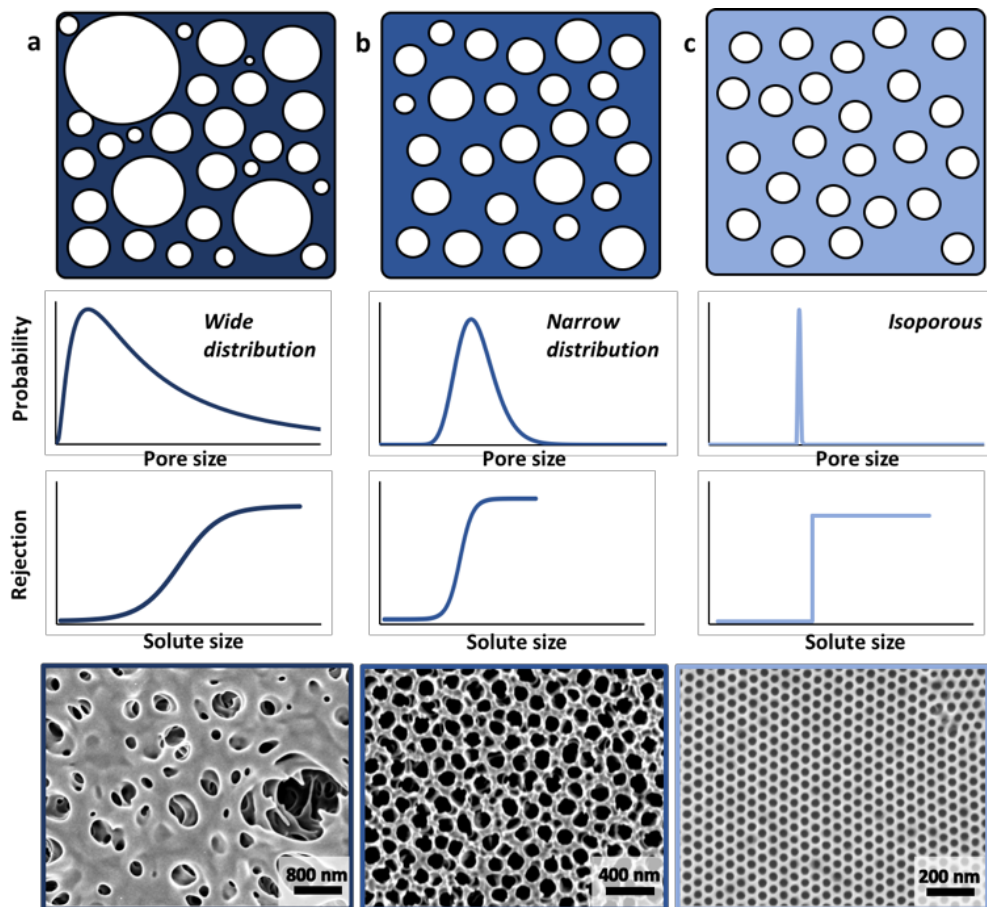 a
b
c
Wide
distribution
Narrow
distribution
Isoporous
Probability
Pore size
Pore size
Pore size
Rejection
Solute size
Solute size
Solute size
800 nm
400 nm
200 nm